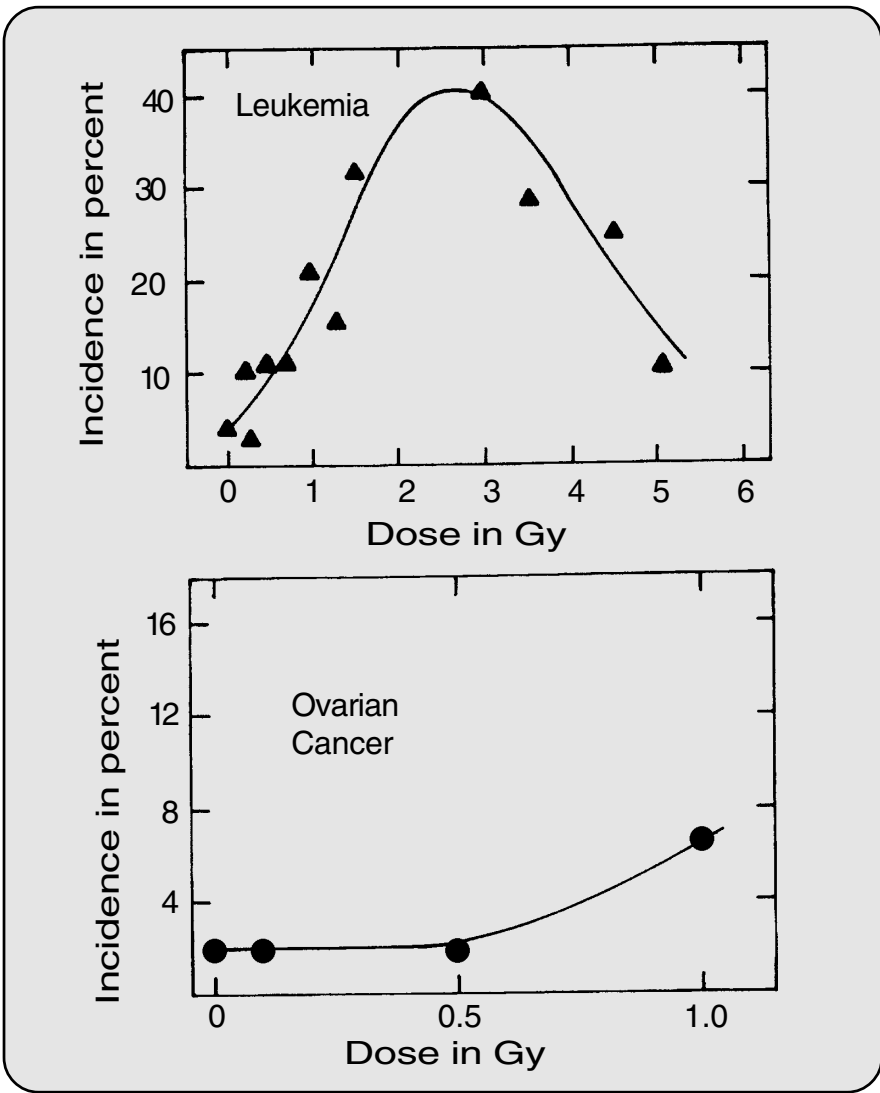 Leukemia
Incidence in percent
40
30
20
10
0 1 2 3 4 5 6
Dose in Gy
Ovarian
Cancer
Incidence in percent
16
12
8
4
0 0.5 1.0
Dose in Gy